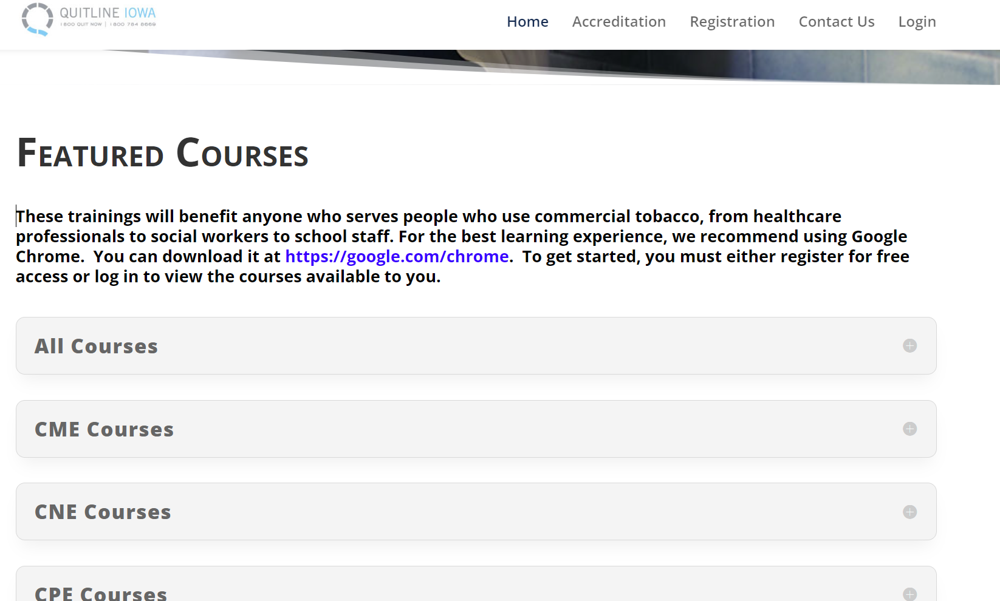 QUITLINE IOWA
1 800 QUIT NOW | 1 800 784 8669
Home Accreditation Registration Contact Us Login
Featured Courses
These trainings will benefit anyone who serves people who use commercial tobacco, from healthcare
professionals to social workers to school staff. For the best learning experience, we recommend using Google
Chrome.  You can download it at https://google.com/chrome.  To get started, you must either register for free
access or log in to view the courses available to you.
All Courses
CME Courses
CNE Courses
CPE Courses